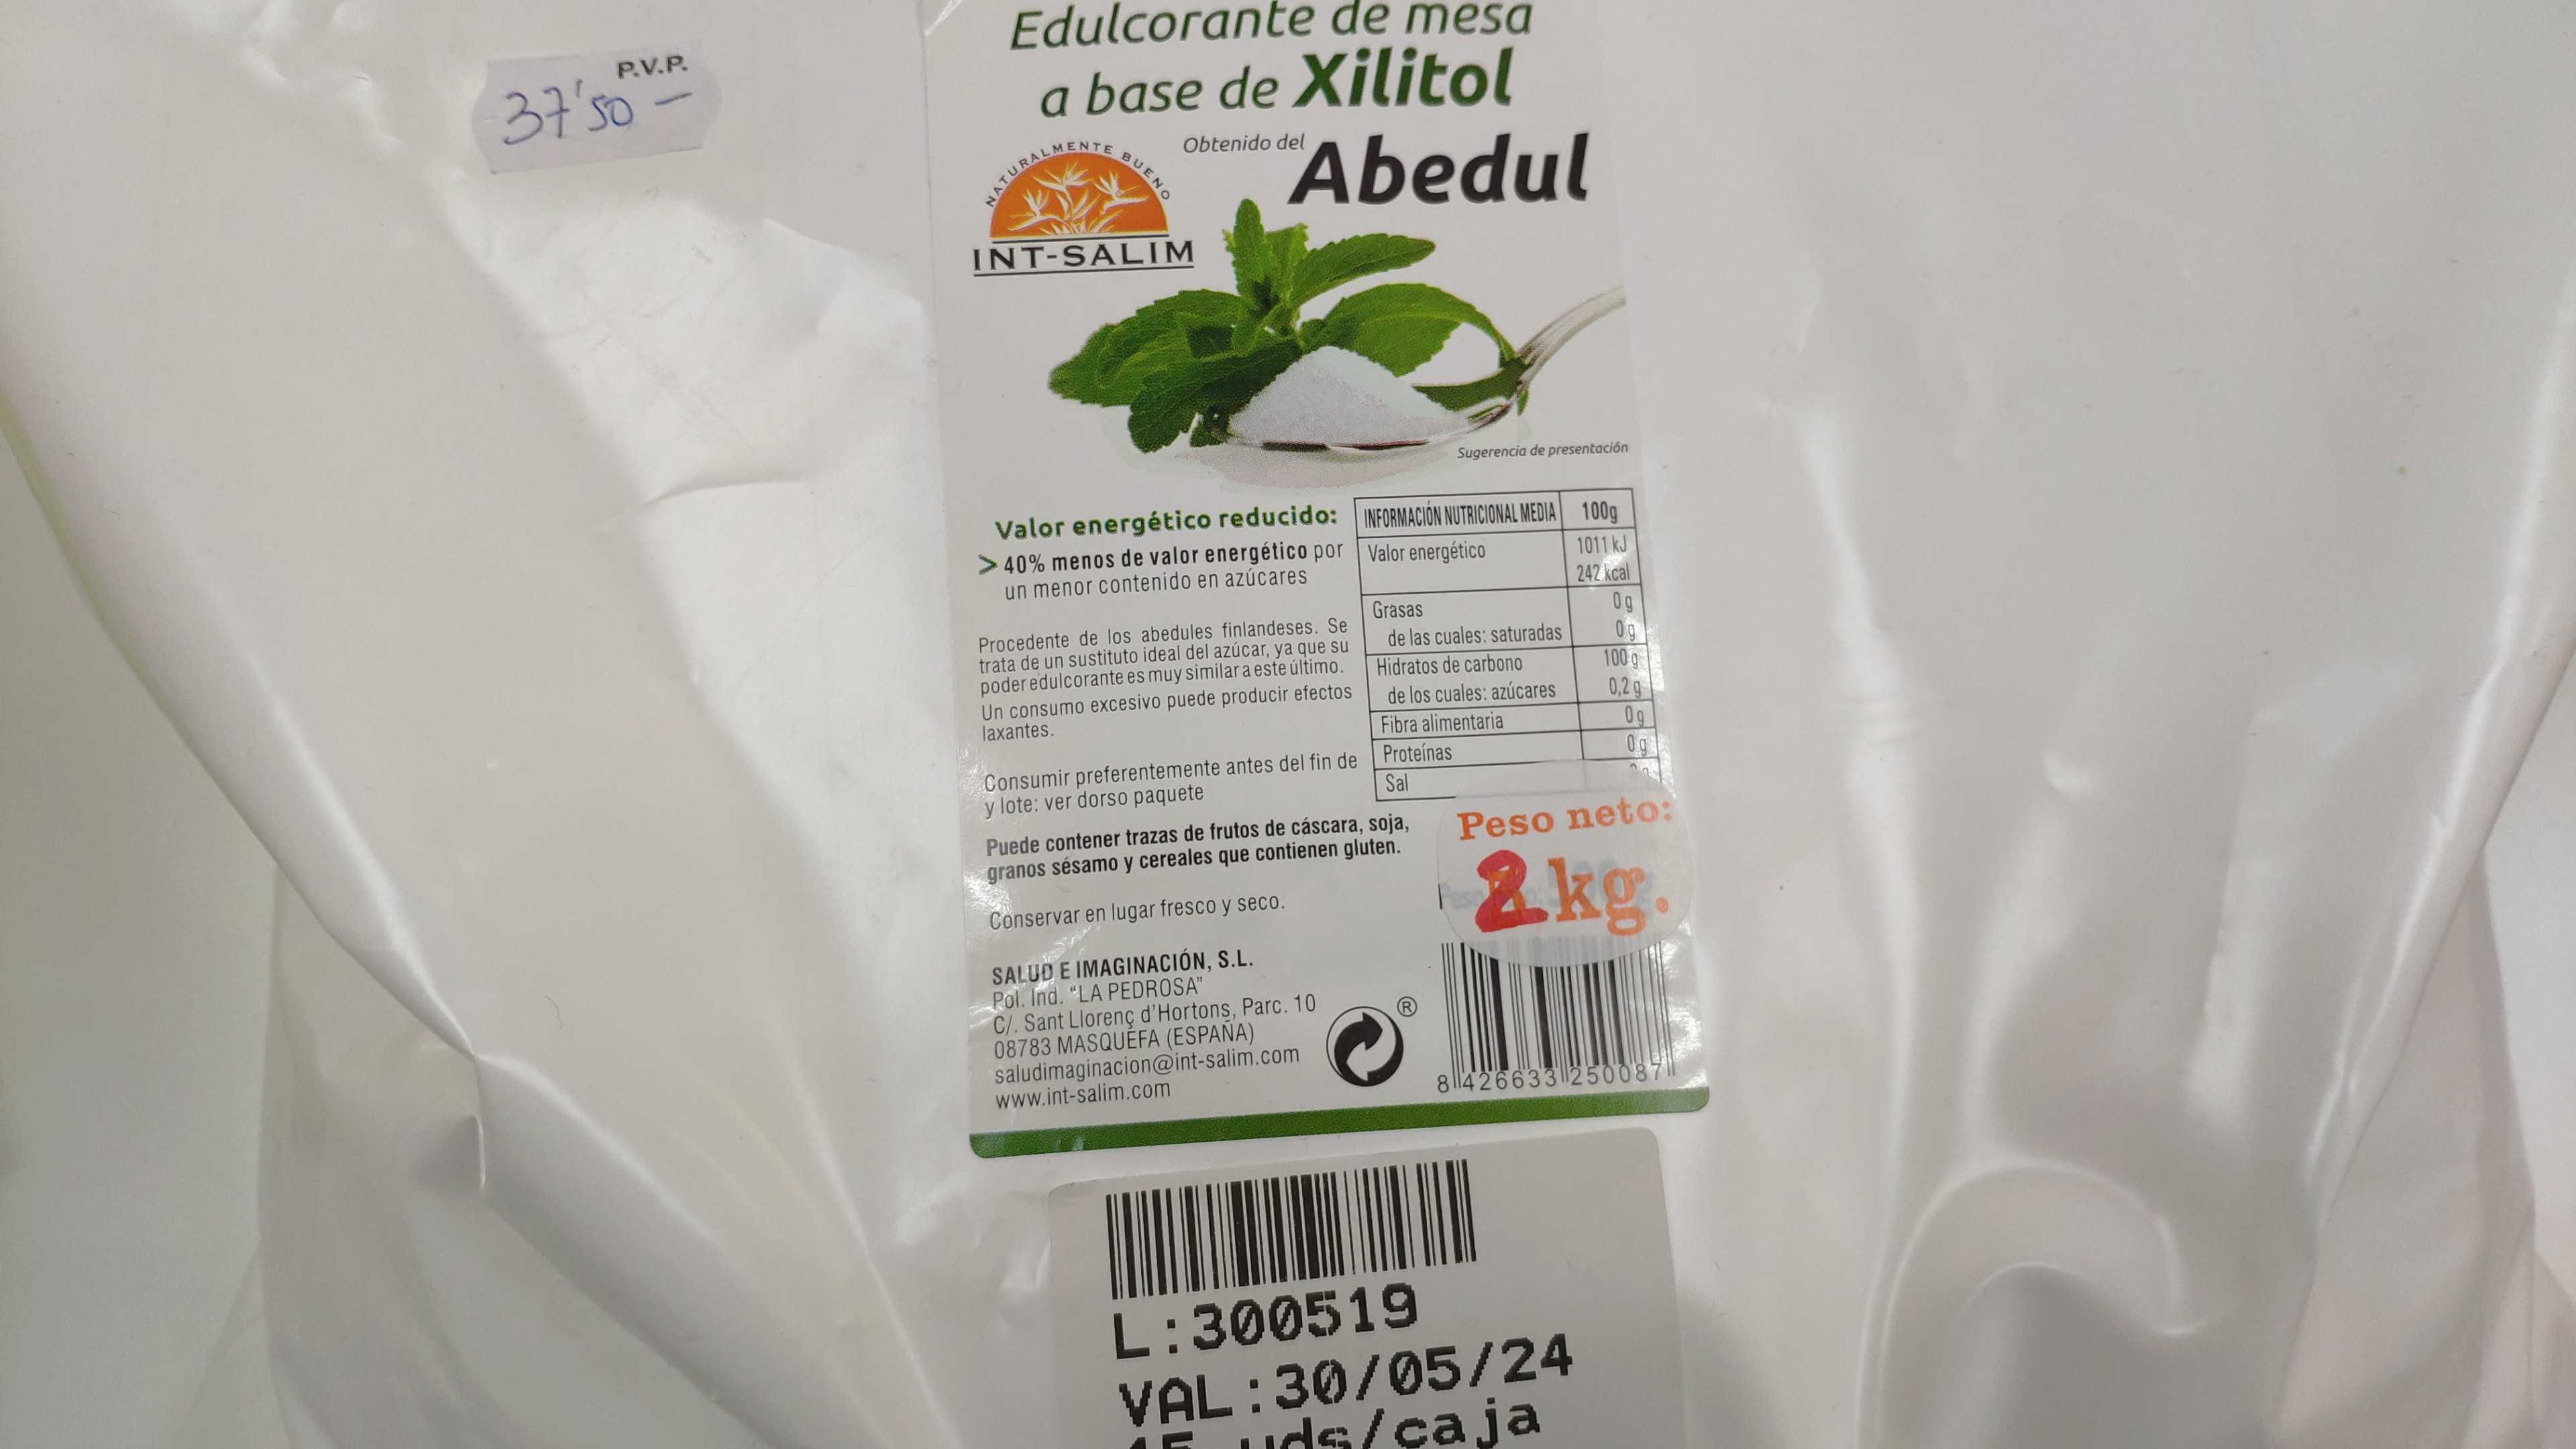 P.V.P.
37'50 -
Edulcorante de mesa
a base de Xilitol
Obtenido del Abedul
NATURALMENTE BUENO
INT-SALIM
Sugerencia de presentación
Valor energético reducido:
> 40% menos de valor energético por
un menor contenido en azúcares
Procedente de los abedules finlandeses. Se
trata de un sustituto ideal del azúcar, ya que su
poder edulcorante es muy similar a este último.
Un consumo excesivo puede producir efectos
laxantes.
Consumir preferentemente antes del fin de
y lote: ver dorso paquete
INFORMACIÓN NUTRICIONAL MEDIA 100g
Valor energético 1011 kJ
242 kcal
Grasas 0 g
de las cuales: saturadas 0 g
Hidratos de carbono 100 g
de los cuales: azúcares 0,2 g
Fibra alimentaria 0 g
Proteínas 0 g
Sal
Puede contener trazas de frutos de cáscara, soja,
granos sésamo y cereales que contienen gluten.
Conservar en lugar fresco y seco.
Peso neto:
2 kg.
SALUD E IMAGINACIÓN, S.L.
Pol. Ind. "LA PEDROSA"
C/. Sant Llorenç d'Hortons, Parc. 10
08783 MASQUEFA (ESPAÑA)
saludimaginacion@int-salim.com
www.int-salim.com
®
8 426633 250087
L:300519
VAL:30/05/24
uds/caja